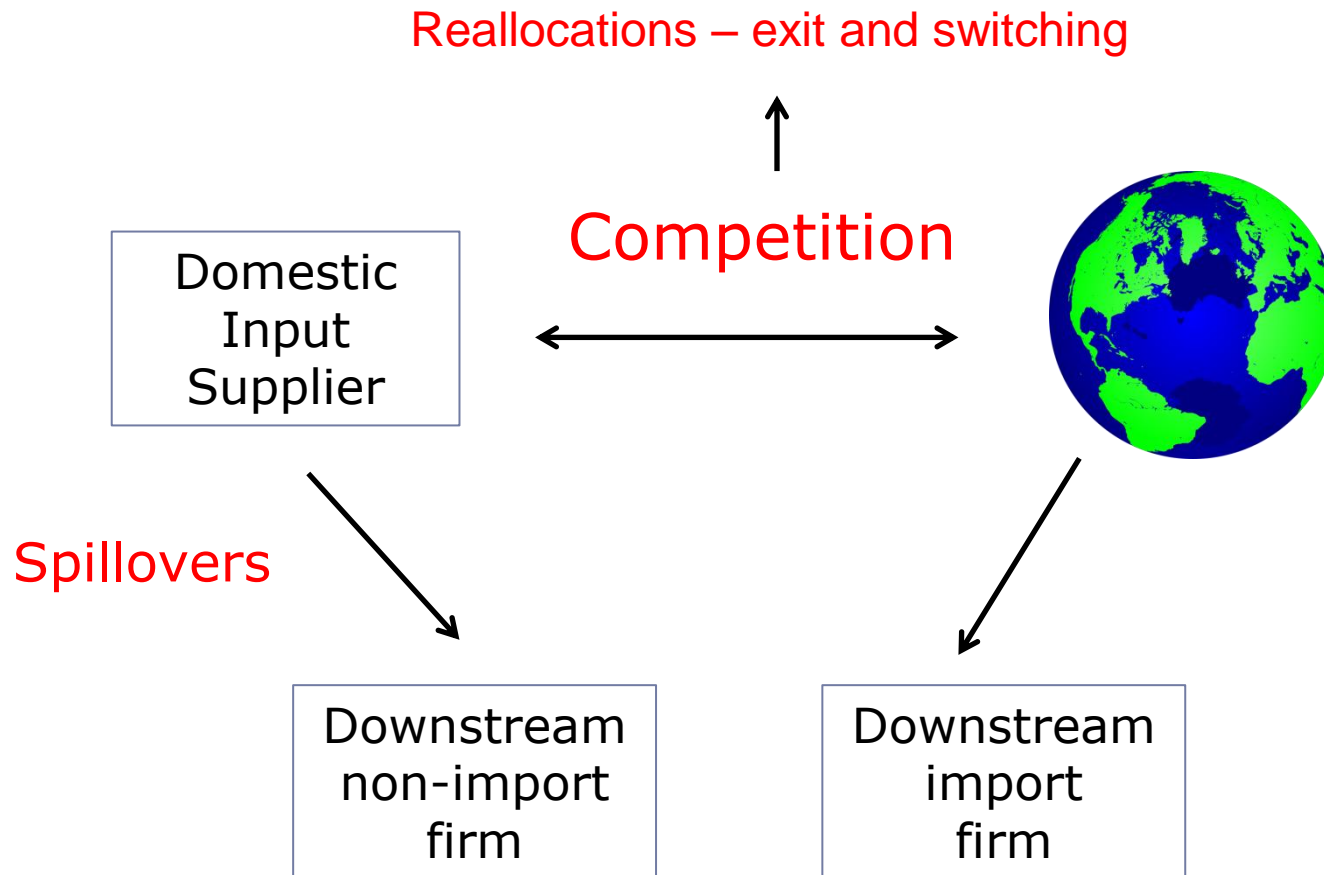 Reallocations – exit and switching
Competition
Domestic
Input
Supplier
Spillovers
Downstream
non-import
firm
Downstream
import
firm